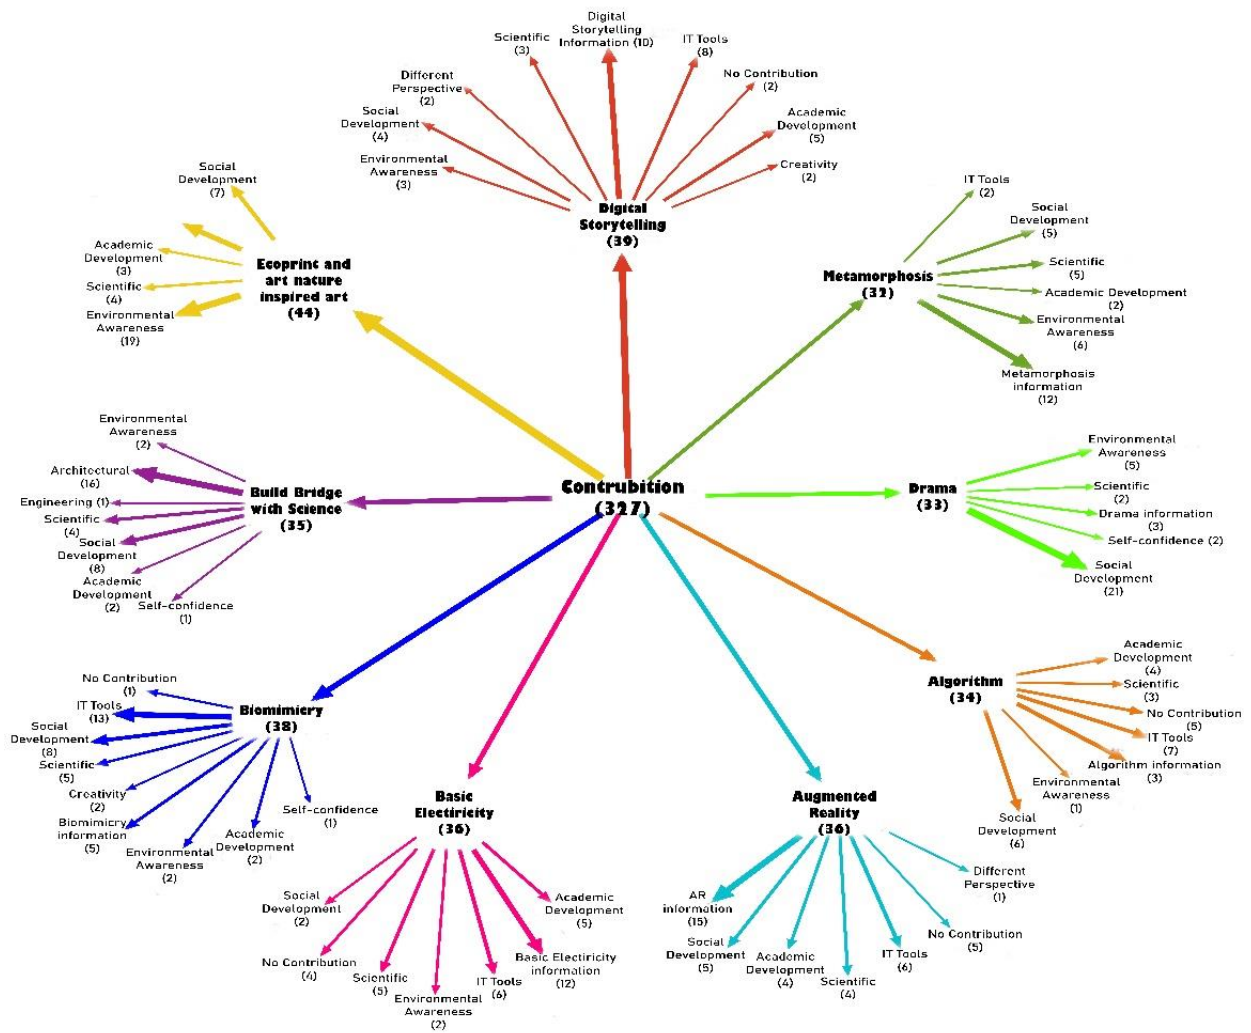 Digital
Storytelling
Information (10)
Scientific
(3)
IT Tools
(8)
Different
Perspective
(2)
No Contribution
(2)
Social
Development
(4)
Academic
Development
(5)
Environmental
Awareness
(3)
Creativity
(2)
Digital
Storytelling
(39)
Social
Development
(7)
Academic
Development
(3)
Scientific
(4)
Environmental
Awareness
(19)
Ecoprint and
art nature
inspired art
(44)
IT Tools
(2)
Social
Development
(5)
Scientific
(5)
Academic Development
(2)
Environmental
Awareness
(6)
Metamorphosis
information
(12)
Metamorphosis
(32)
Environmental
Awareness
(2)
Architectural
(16)
Engineering (1)
Scientific
(4)
Social
Development
(8)
Academic
Development
(2)
Self-confidence
(1)
Build Bridge
with Science
(35)
Contrubition
(327)
Drama
(33)
Environmental
Awareness
(5)
Scientific
(2)
Drama information
(3)
Self-confidence (2)
Social
Development
(21)
No Contribution
(1)
IT Tools
(13)
Social
Development
(8)
Scientific
(5)
Creativity
(2)
Biomimicry
information
(5)
Environmental
Awareness
(2)
Academic
Development
(2)
Self-confidence
(1)
Biomimicry
(38)
Algorithm
(34)
Academic
Development
(4)
Scientific
(3)
No Contribution
(5)
IT Tools
(7)
Algorithm information
(3)
Environmental
Awareness
(1)
Social
Development
(6)
Basic
Electiricity
(36)
Social
Development
(2)
No Contribution
(4)
Scientific
(5)
Environmental
Awareness
(2)
IT Tools
(6)
Basic Electiricity
information
(12)
Academic
Development
(5)
Augmented
Reality
(36)
AR
information
(15)
Social
Development
(5)
Academic
Development
(4)
Scientific
(4)
IT Tools
(6)
No Contribution
(5)
Different
Perspective
(1)